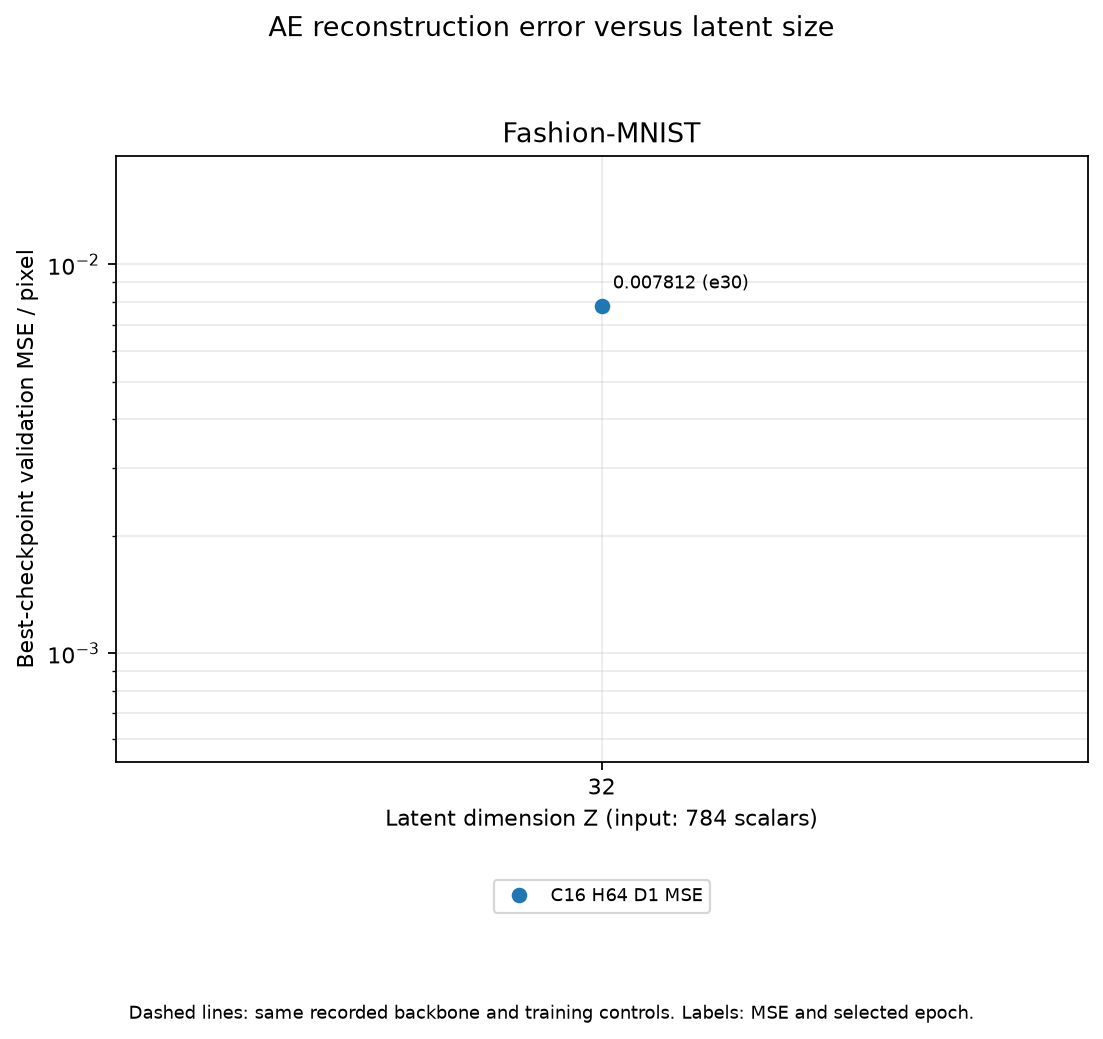 AE reconstruction error versus latent size
Fashion-MNIST
Best-checkpoint validation MSE / pixel
10⁻²
10⁻³
0.007812 (e30)
32
Latent dimension Z (input: 784 scalars)
C16 H64 D1 MSE
Dashed lines: same recorded backbone and training controls. Labels: MSE and selected epoch.